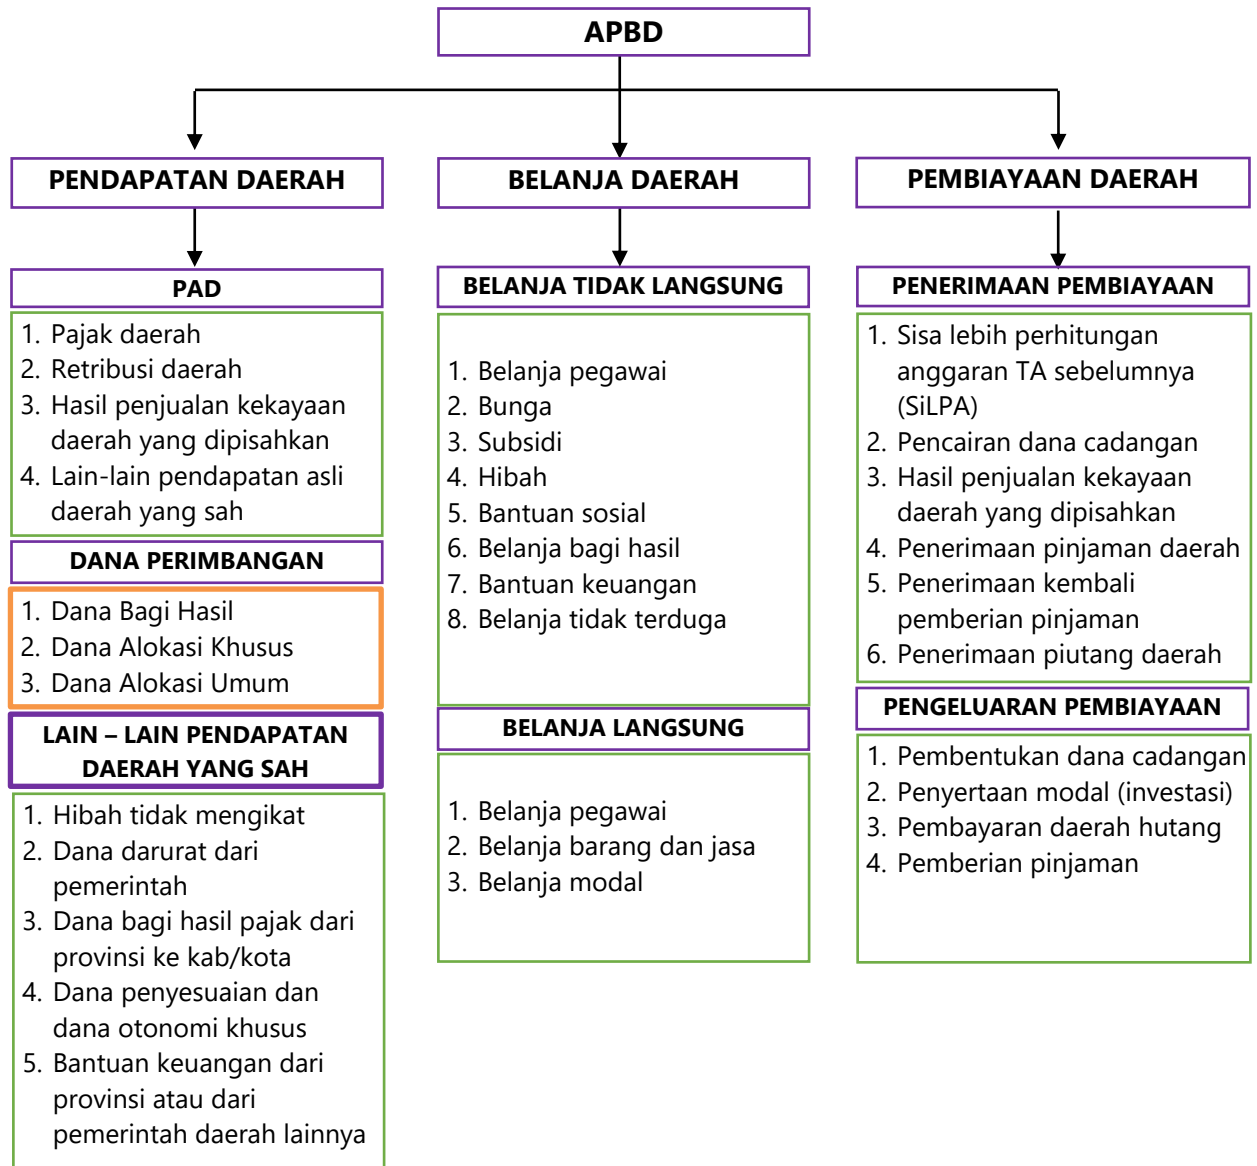 APBD
PENDAPATAN DAERAH
PAD
1. Pajak daerah
2. Retribusi daerah
3. Hasil penjualan kekayaan
daerah yang dipisahkan
4. Lain-lain pendapatan asli
daerah yang sah
DANA PERIMBANGAN
1. Dana Bagi Hasil
2. Dana Alokasi Khusus
3. Dana Alokasi Umum
LAIN – LAIN PENDAPATAN
DAERAH YANG SAH
1. Hibah tidak mengikat
2. Dana darurat dari
pemerintah
3. Dana bagi hasil pajak dari
provinsi ke kab/kota
4. Dana penyesuaian dan
dana otonomi khusus
5. Bantuan keuangan dari
provinsi atau dari
pemerintah daerah lainnya
BELANJA DAERAH
BELANJA TIDAK LANGSUNG
1. Belanja pegawai
2. Bunga
3. Subsidi
4. Hibah
5. Bantuan sosial
6. Belanja bagi hasil
7. Bantuan keuangan
8. Belanja tidak terduga
BELANJA LANGSUNG
1. Belanja pegawai
2. Belanja barang dan jasa
3. Belanja modal
PEMBIAYAAN DAERAH
PENERIMAAN PEMBIAYAAN
1. Sisa lebih perhitungan
anggaran TA sebelumnya
(SiLPA)
2. Pencairan dana cadangan
3. Hasil penjualan kekayaan
daerah yang dipisahkan
4. Penerimaan pinjaman daerah
5. Penerimaan kembali
pemberian pinjaman
6. Penerimaan piutang daerah
PENGELUARAN PEMBIAYAAN
1. Pembentukan dana cadangan
2. Penyertaan modal (investasi)
3. Pembayaran daerah hutang
4. Pemberian pinjaman